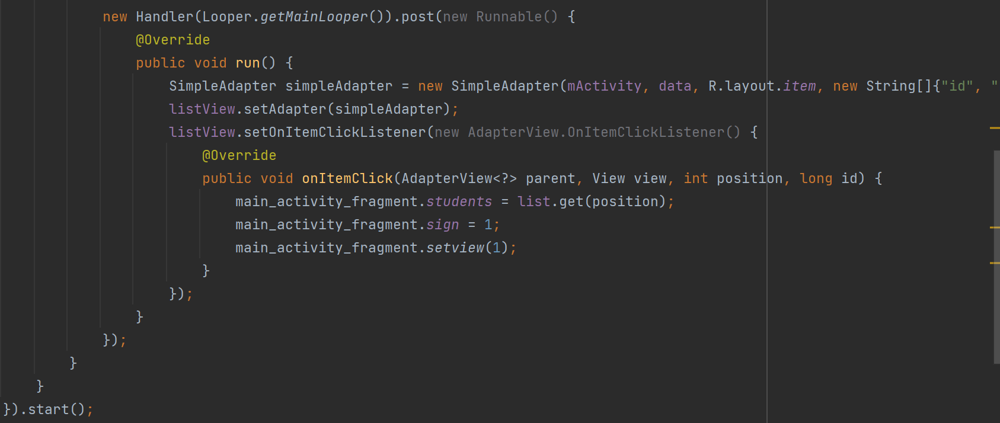 new Handler(Looper.getMainLooper()).post(new Runnable() {
@Override
public void run() {
SimpleAdapter simpleAdapter = new SimpleAdapter(mActivity, data, R.layout.item, new String[]{"id", "
listView.setAdapter(simpleAdapter);
listView.setOnItemClickListener(new AdapterView.OnItemClickListener() {
@Override
public void onItemClick(AdapterView<?> parent, View view, int position, long id) {
main_activity_fragment.students = list.get(position);
main_activity_fragment.sign = 1;
main_activity_fragment.setview(1);
}
});
}
});
}
}
}).start();